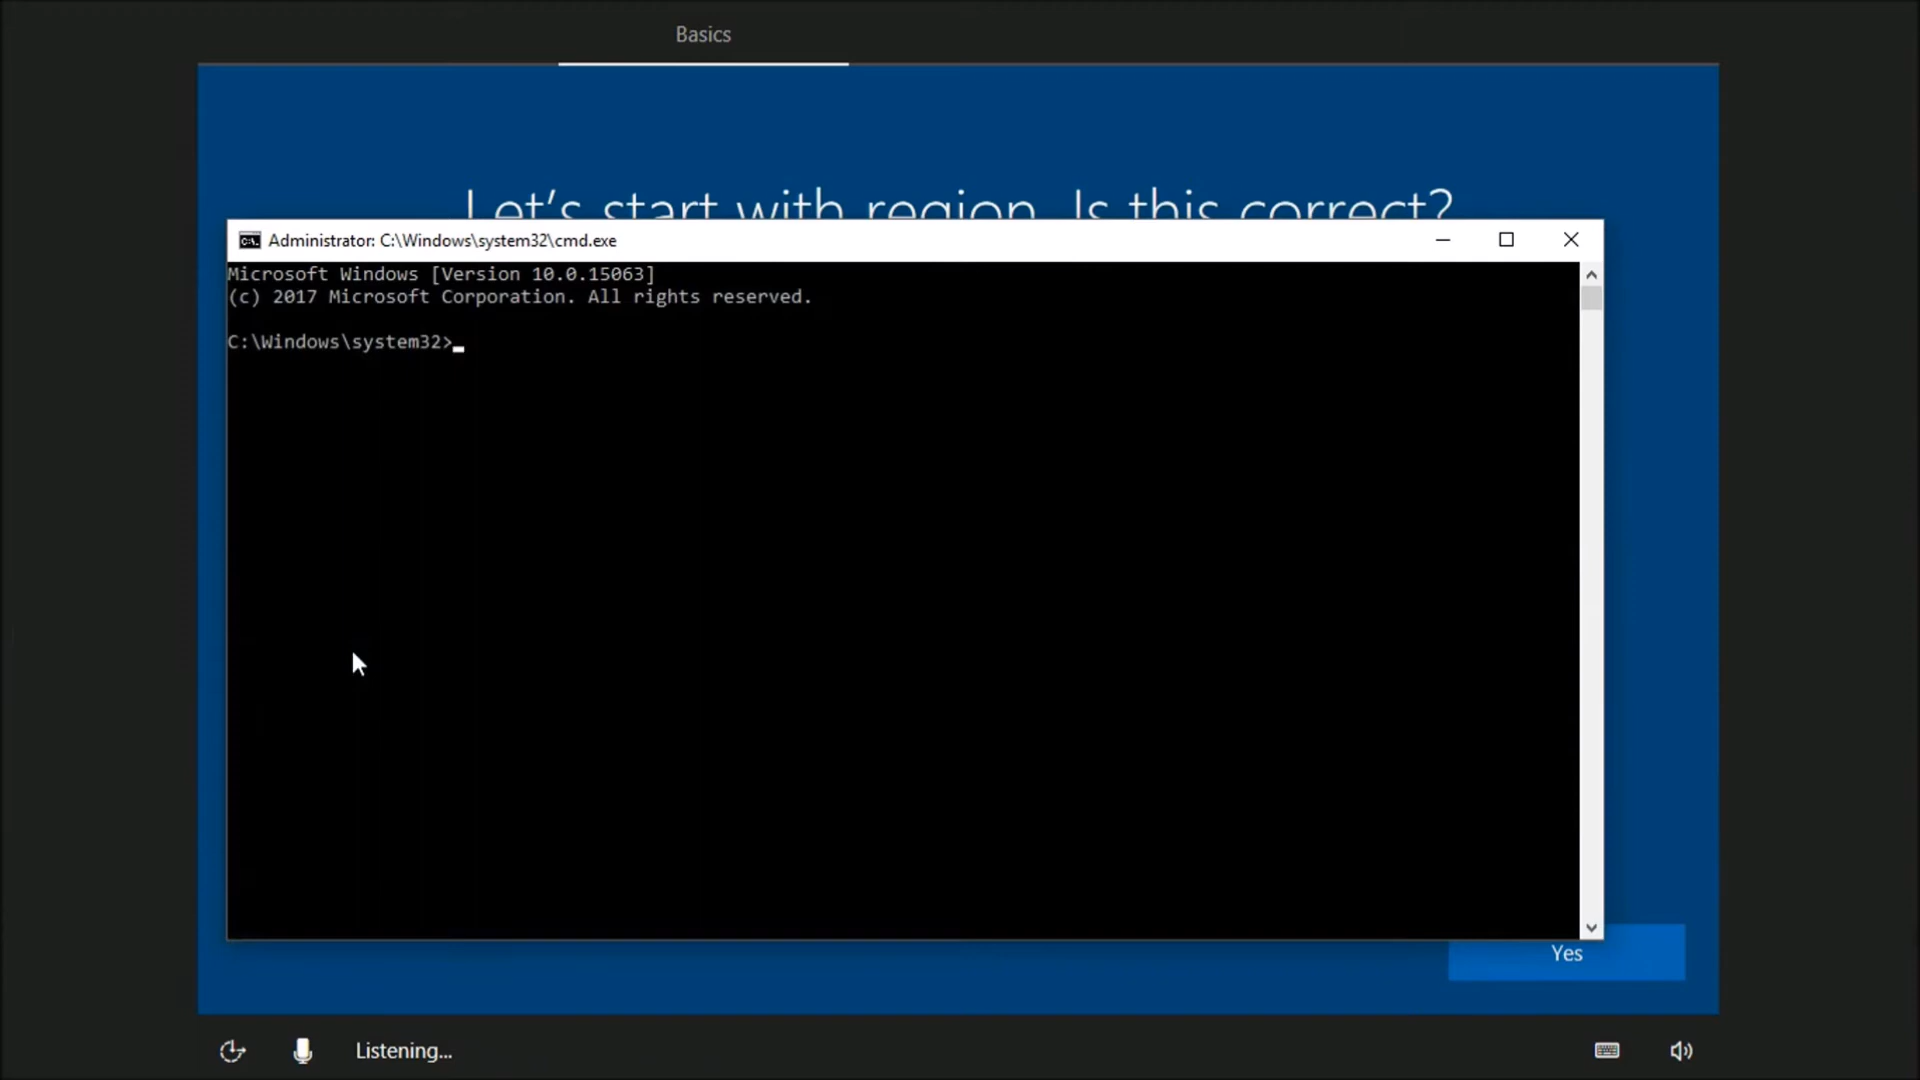 Basics
Let's start with region. Is this correct?
Administrator: C:\Windows\system32\cmd.exe
Microsoft Windows [Version 10.0.15063]
(c) 2017 Microsoft Corporation. All rights reserved.
C:\Windows\system32>
Yes
Listening...